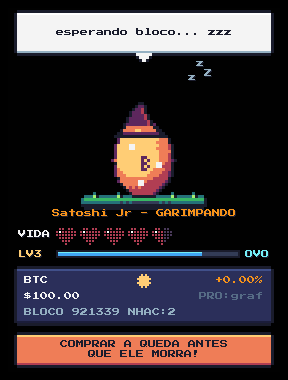 esperando bloco... zzz
z
z
z
Satoshi Jr - GARIMPANDO
VIDA
LV3 OVO
BTC +0.00%
$100.00 PRO:graf
BLOCO 921339 NHAC:2
COMPRAR A QUEDA ANTES
QUE ELE MORRA!